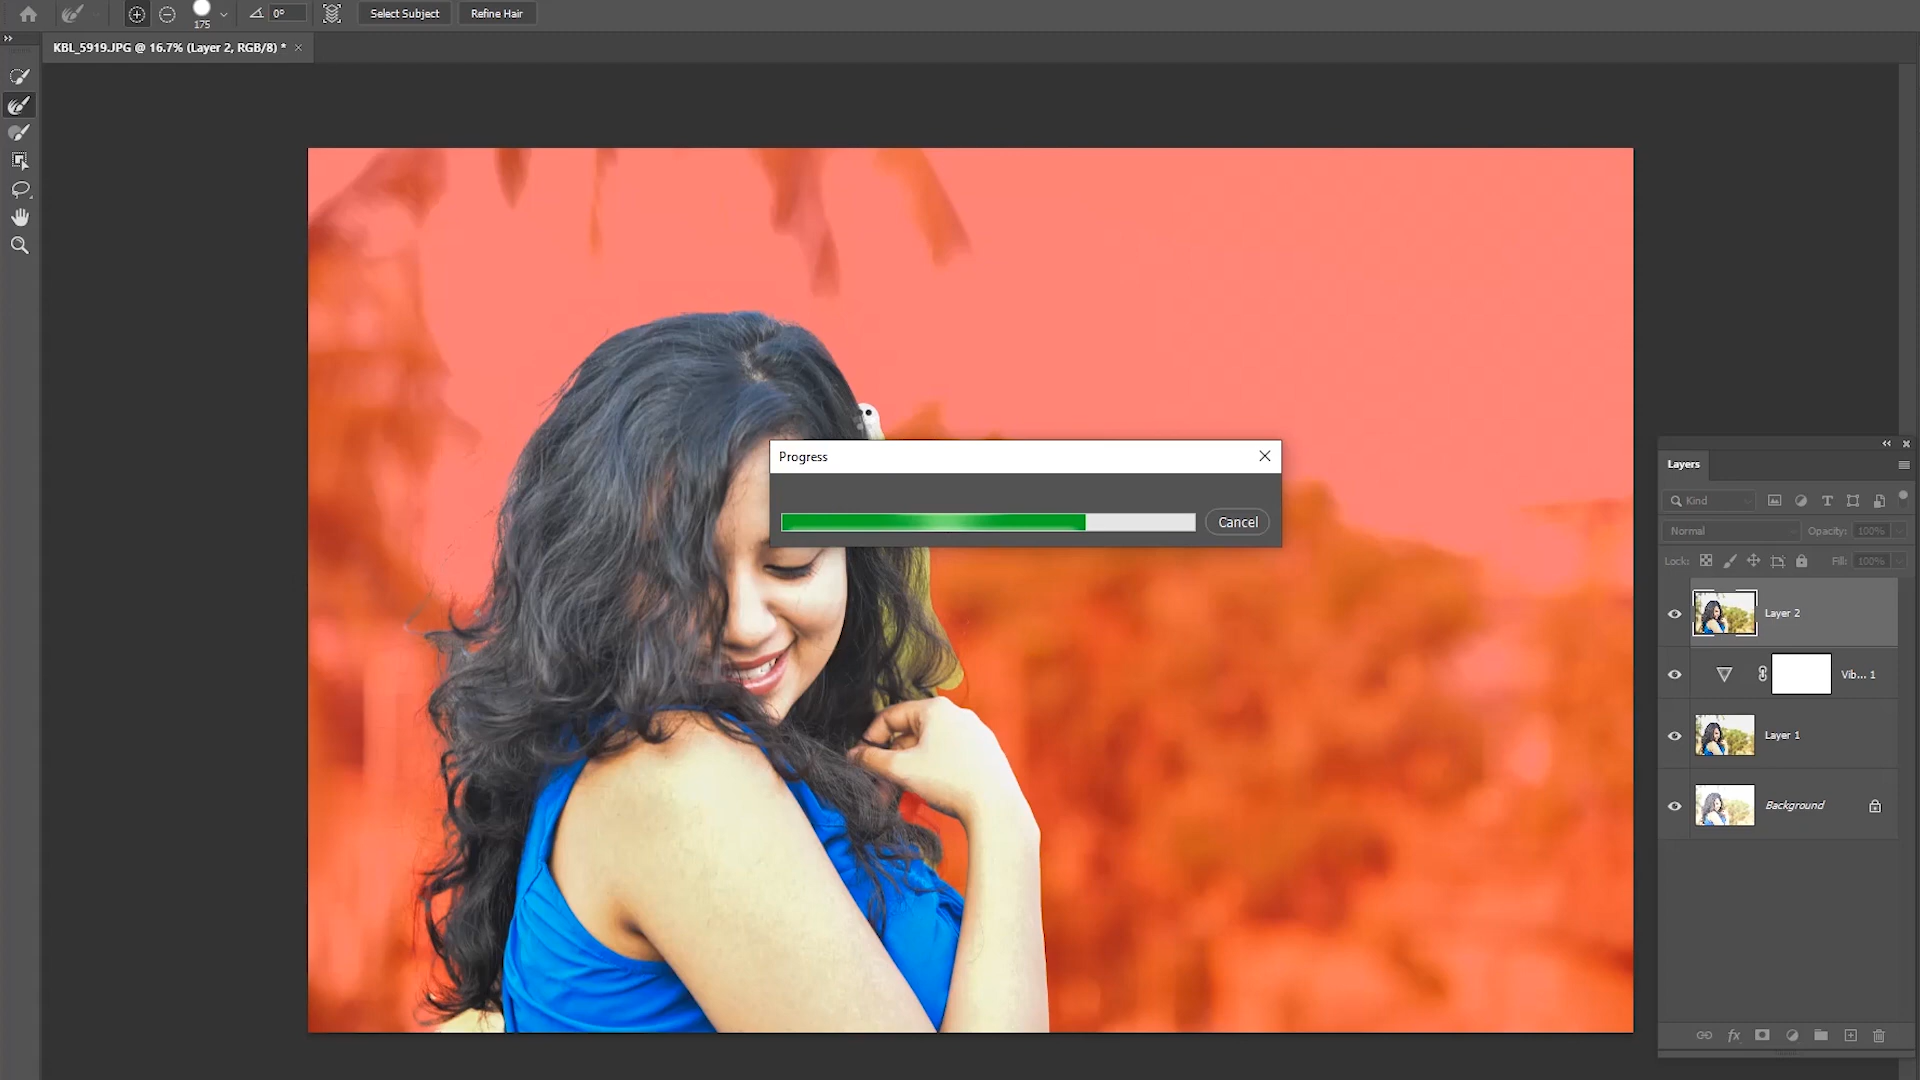 175
0°
Select Subject
Refine Hair
KBL_5919.JPG @ 16.7% (Layer 2, RGB/8) *
Progress
Cancel
Layers
Kind
Normal
Opacity: 100%
Lock:
Fill: 100%
Layer 2
Vib... 1
Layer 1
Background